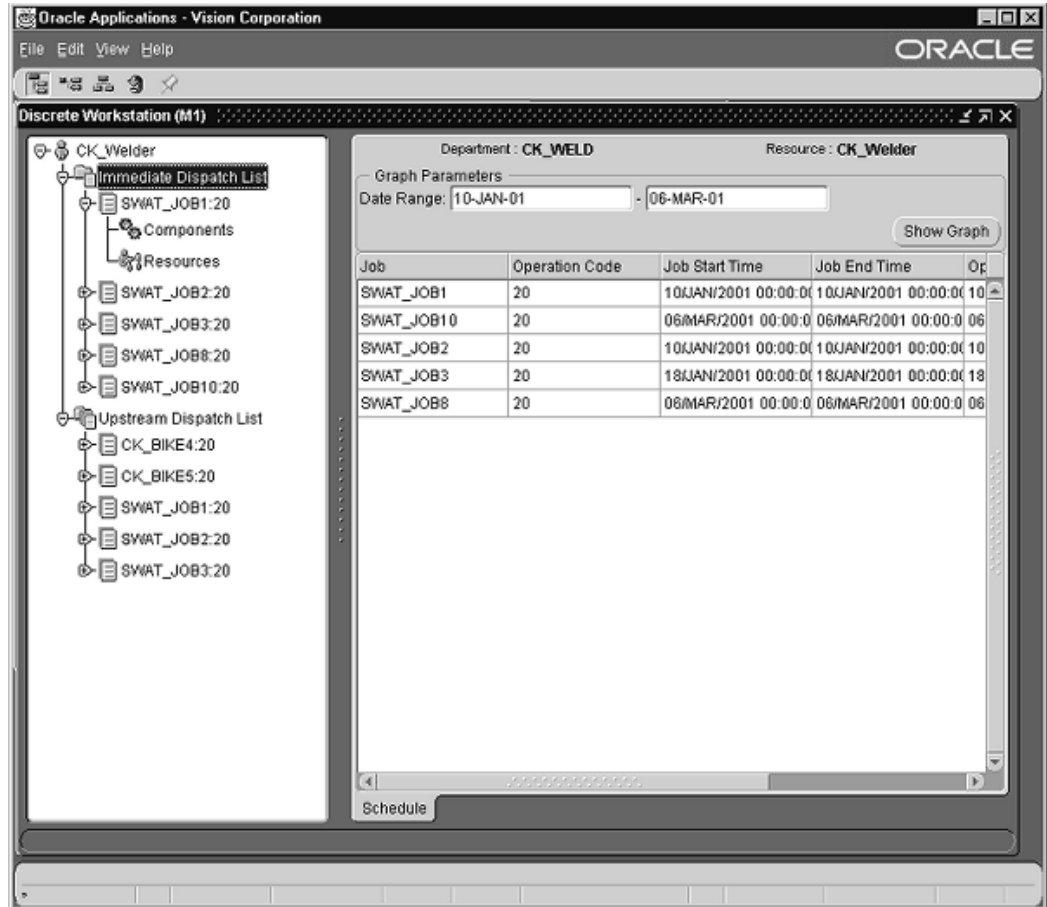 Oracle Applications - Vision Corporation
File Edit View Help
ORACLE
Discrete Workstation (M1)
CK_Welder
Immediate Dispatch List
SWAT_JOB1:20
Components
Resources
SWAT_JOB2:20
SWAT_JOB3:20
SWAT_JOB8:20
SWAT_JOB10:20
Upstream Dispatch List
CK_BIKE4:20
CK_BIKE5:20
SWAT_JOB1:20
SWAT_JOB2:20
SWAT_JOB3:20
Department : CK_WELD Resource : CK_Welder
Graph Parameters
Date Range: 10-JAN-01 - 06-MAR-01
Show Graph
Job Operation Code Job Start Time Job End Time Op
SWAT_JOB1 20 10/JAN/2001 00:00:0 10/JAN/2001 00:00:0 10
SWAT_JOB10 20 06/MAR/2001 00:00:0 06/MAR/2001 00:00:0 06
SWAT_JOB2 20 10/JAN/2001 00:00:0 10/JAN/2001 00:00:0 10
SWAT_JOB3 20 18/JAN/2001 00:00:0 18/JAN/2001 00:00:0 18
SWAT_JOB8 20 06/MAR/2001 00:00:0 06/MAR/2001 00:00:0 06
Schedule